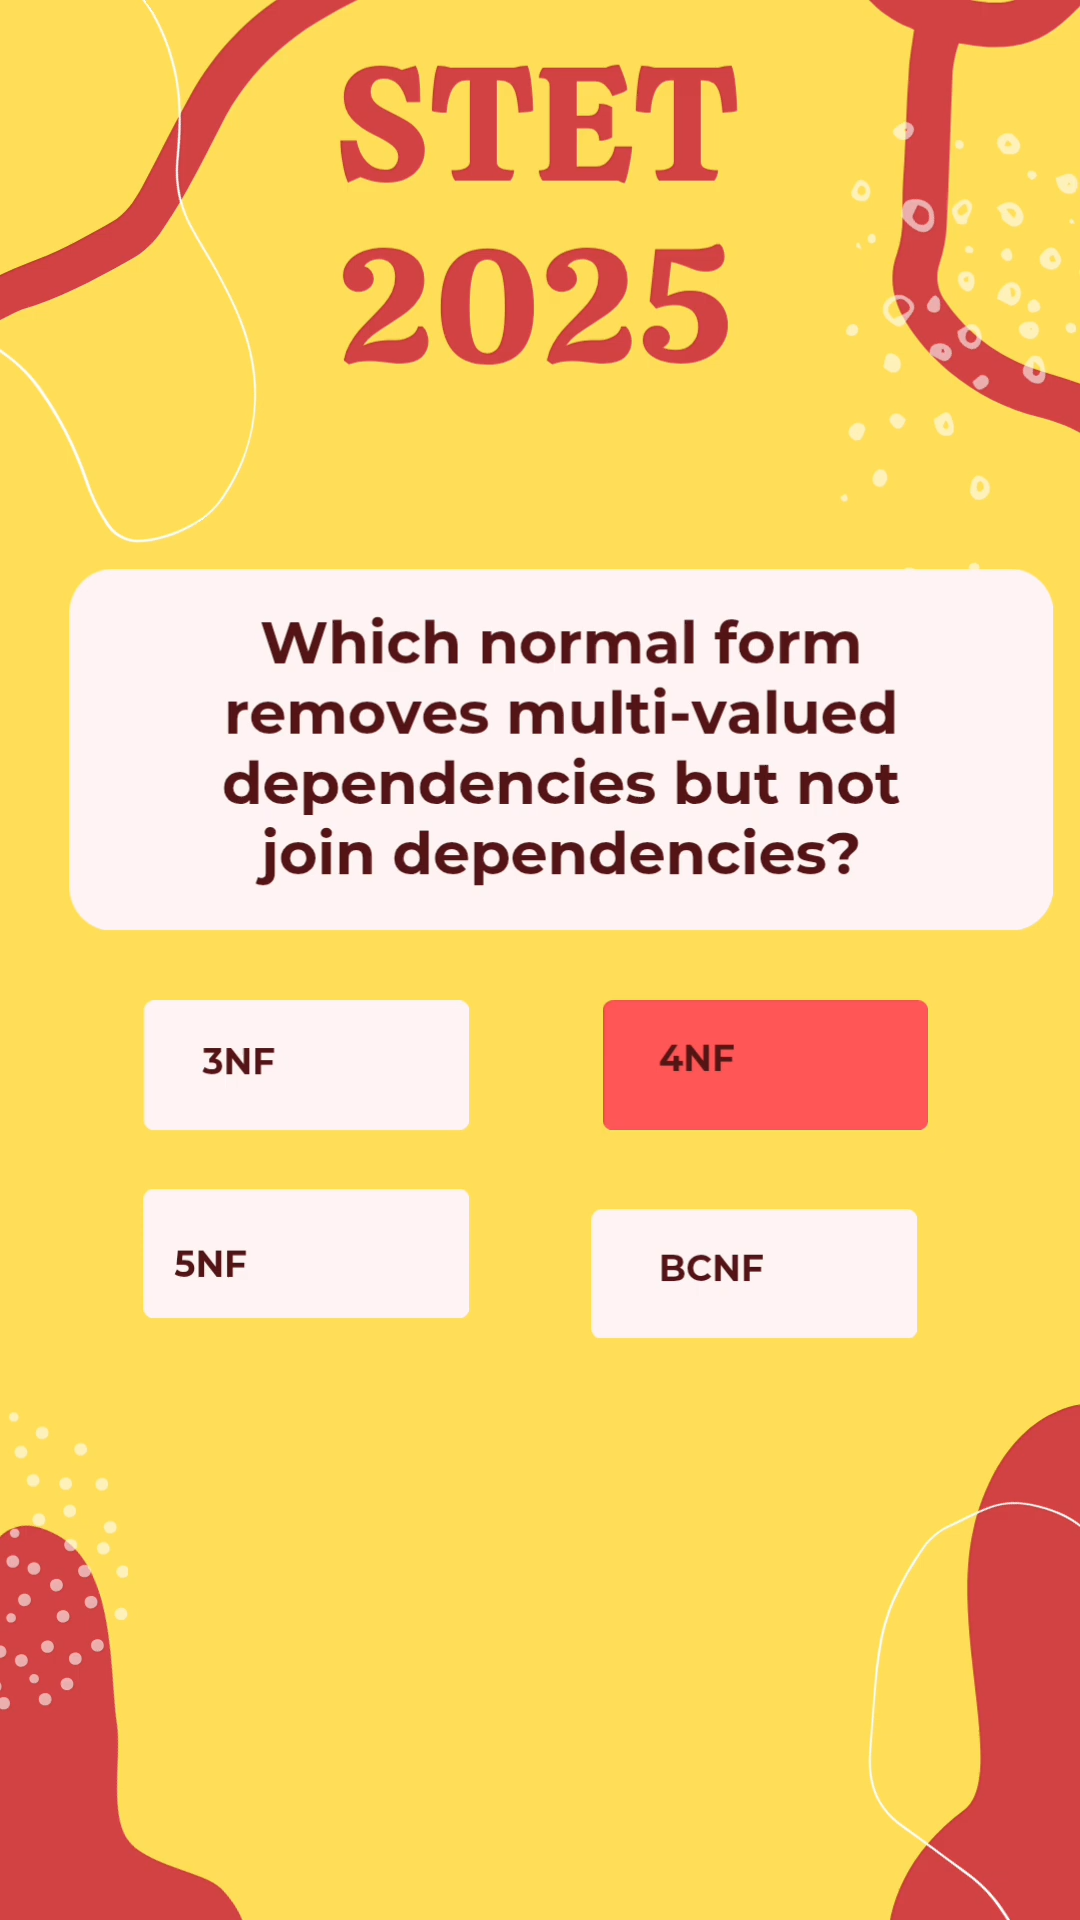 STET
2025
Which normal form
removes multi-valued
dependencies but not
join dependencies?
3NF
4NF
5NF
BCNF